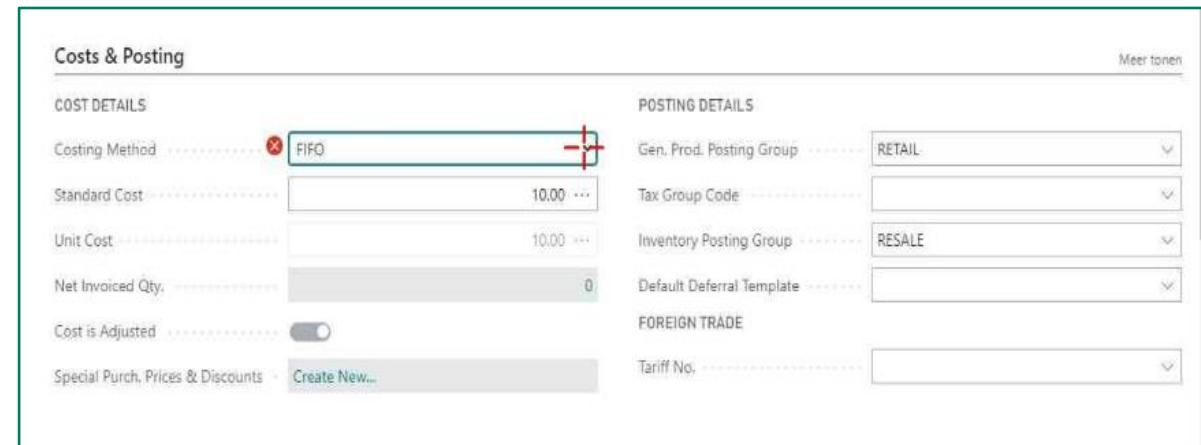 Costs & Posting
Meer tonen
COST DETAILS
Costing Method
FIFO
Standard Cost
10.00
Unit Cost
10.00
Net Invoiced Qty.
0
Cost is Adjusted
Special Purch. Prices & Discounts
Create New...
POSTING DETAILS
Gen. Prod. Posting Group
RETAIL
Tax Group Code
Inventory Posting Group
RESALE
Default Deferral Template
FOREIGN TRADE
Tariff No.